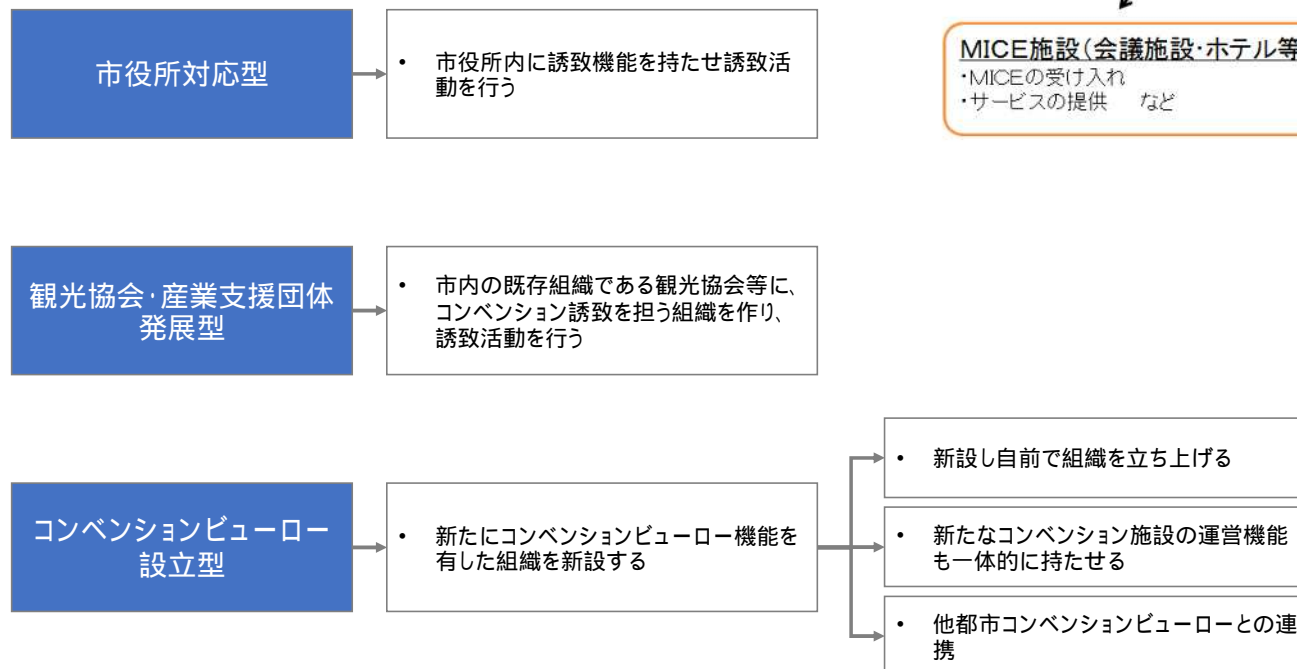 市役所対応型
• 市役所内に誘致機能を持たせ誘致活
動を行う
MICE施設(会議施設・ホテル等
・MICEの受け入れ
・サービスの提供　など
観光協会・産業支援団体
発展型
• 市内の既存組織である観光協会等に、
コンベンション誘致を担う組織を作り、
誘致活動を行う
コンベンションビューロー
設立型
• 新たにコンベンションビューロー機能を
有した組織を新設する
• 新設し自前で組織を立ち上げる
• 新たなコンベンション施設の運営機能
も一体的に持たせる
• 他都市コンベンションビューローとの連
携